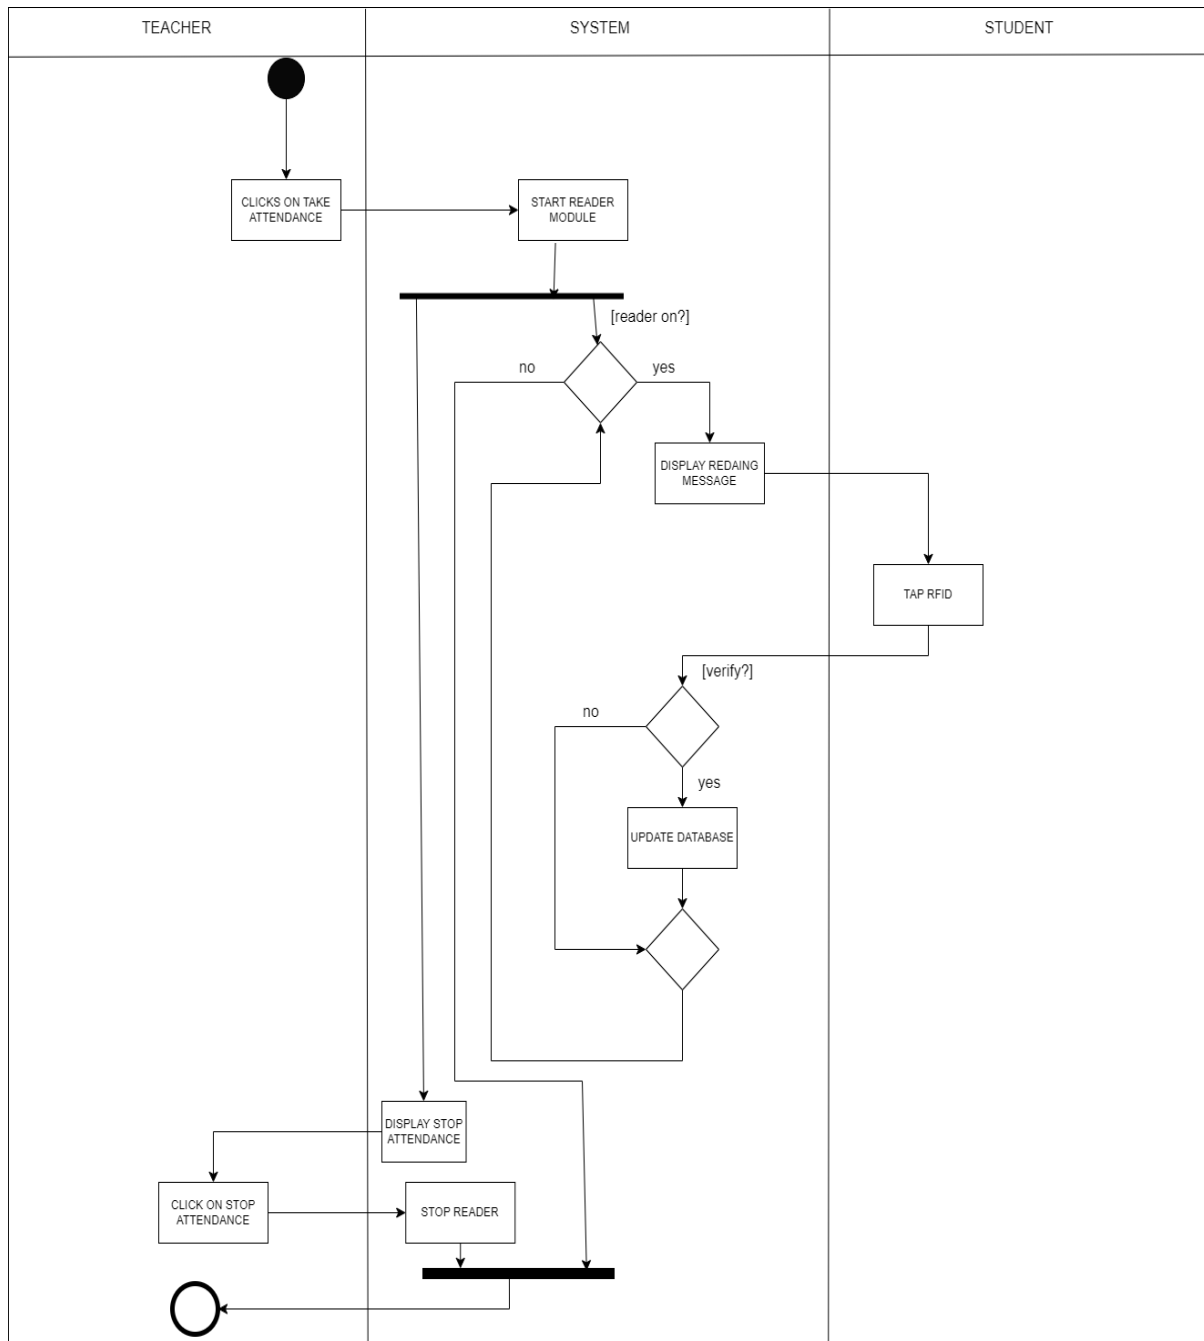 TEACHER
SYSTEM
STUDENT
CLICKS ON TAKE
ATTENDANCE
START READER
MODULE
[reader on?]
no
yes
DISPLAY REDAING
MESSAGE
TAP RFID
[verify?]
no
yes
UPDATE DATABASE
DISPLAY STOP
ATTENDANCE
CLICK ON STOP
ATTENDANCE
STOP READER